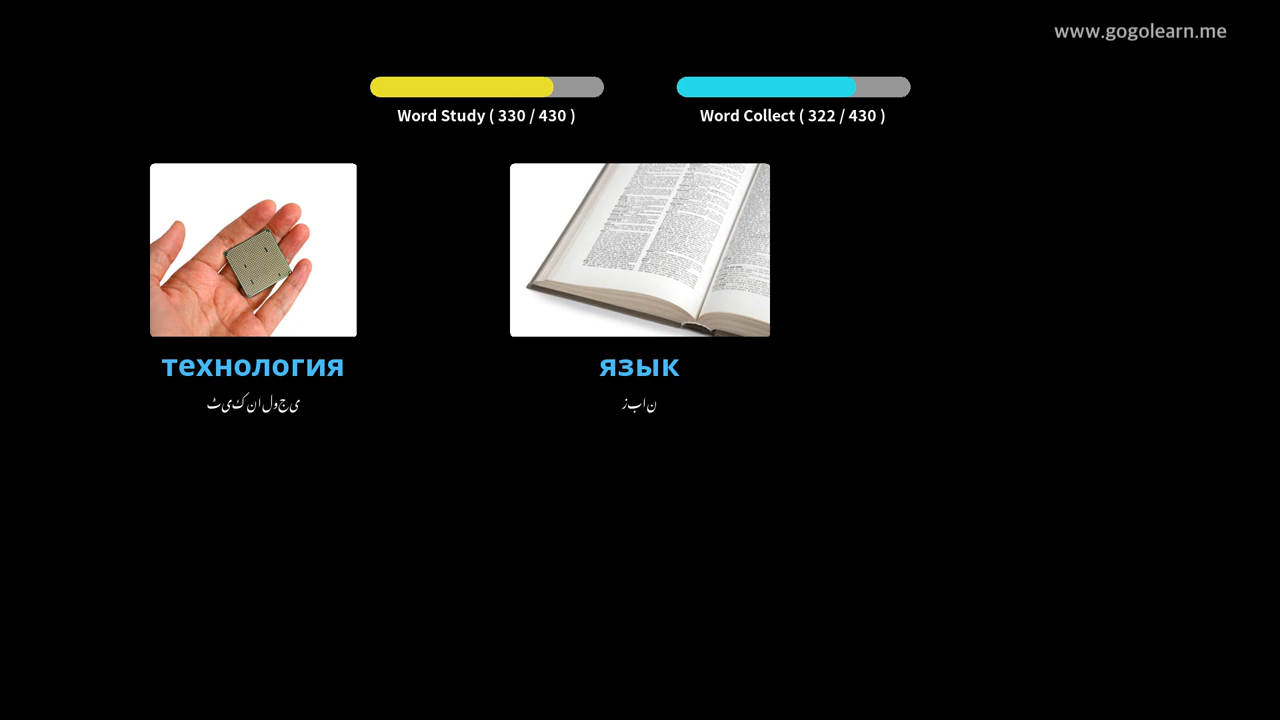 www.gogolearn.me
Word Study ( 330 / 430 )
Word Collect ( 322 / 430 )
технология
язык
ٹیکنالوجی
زبان